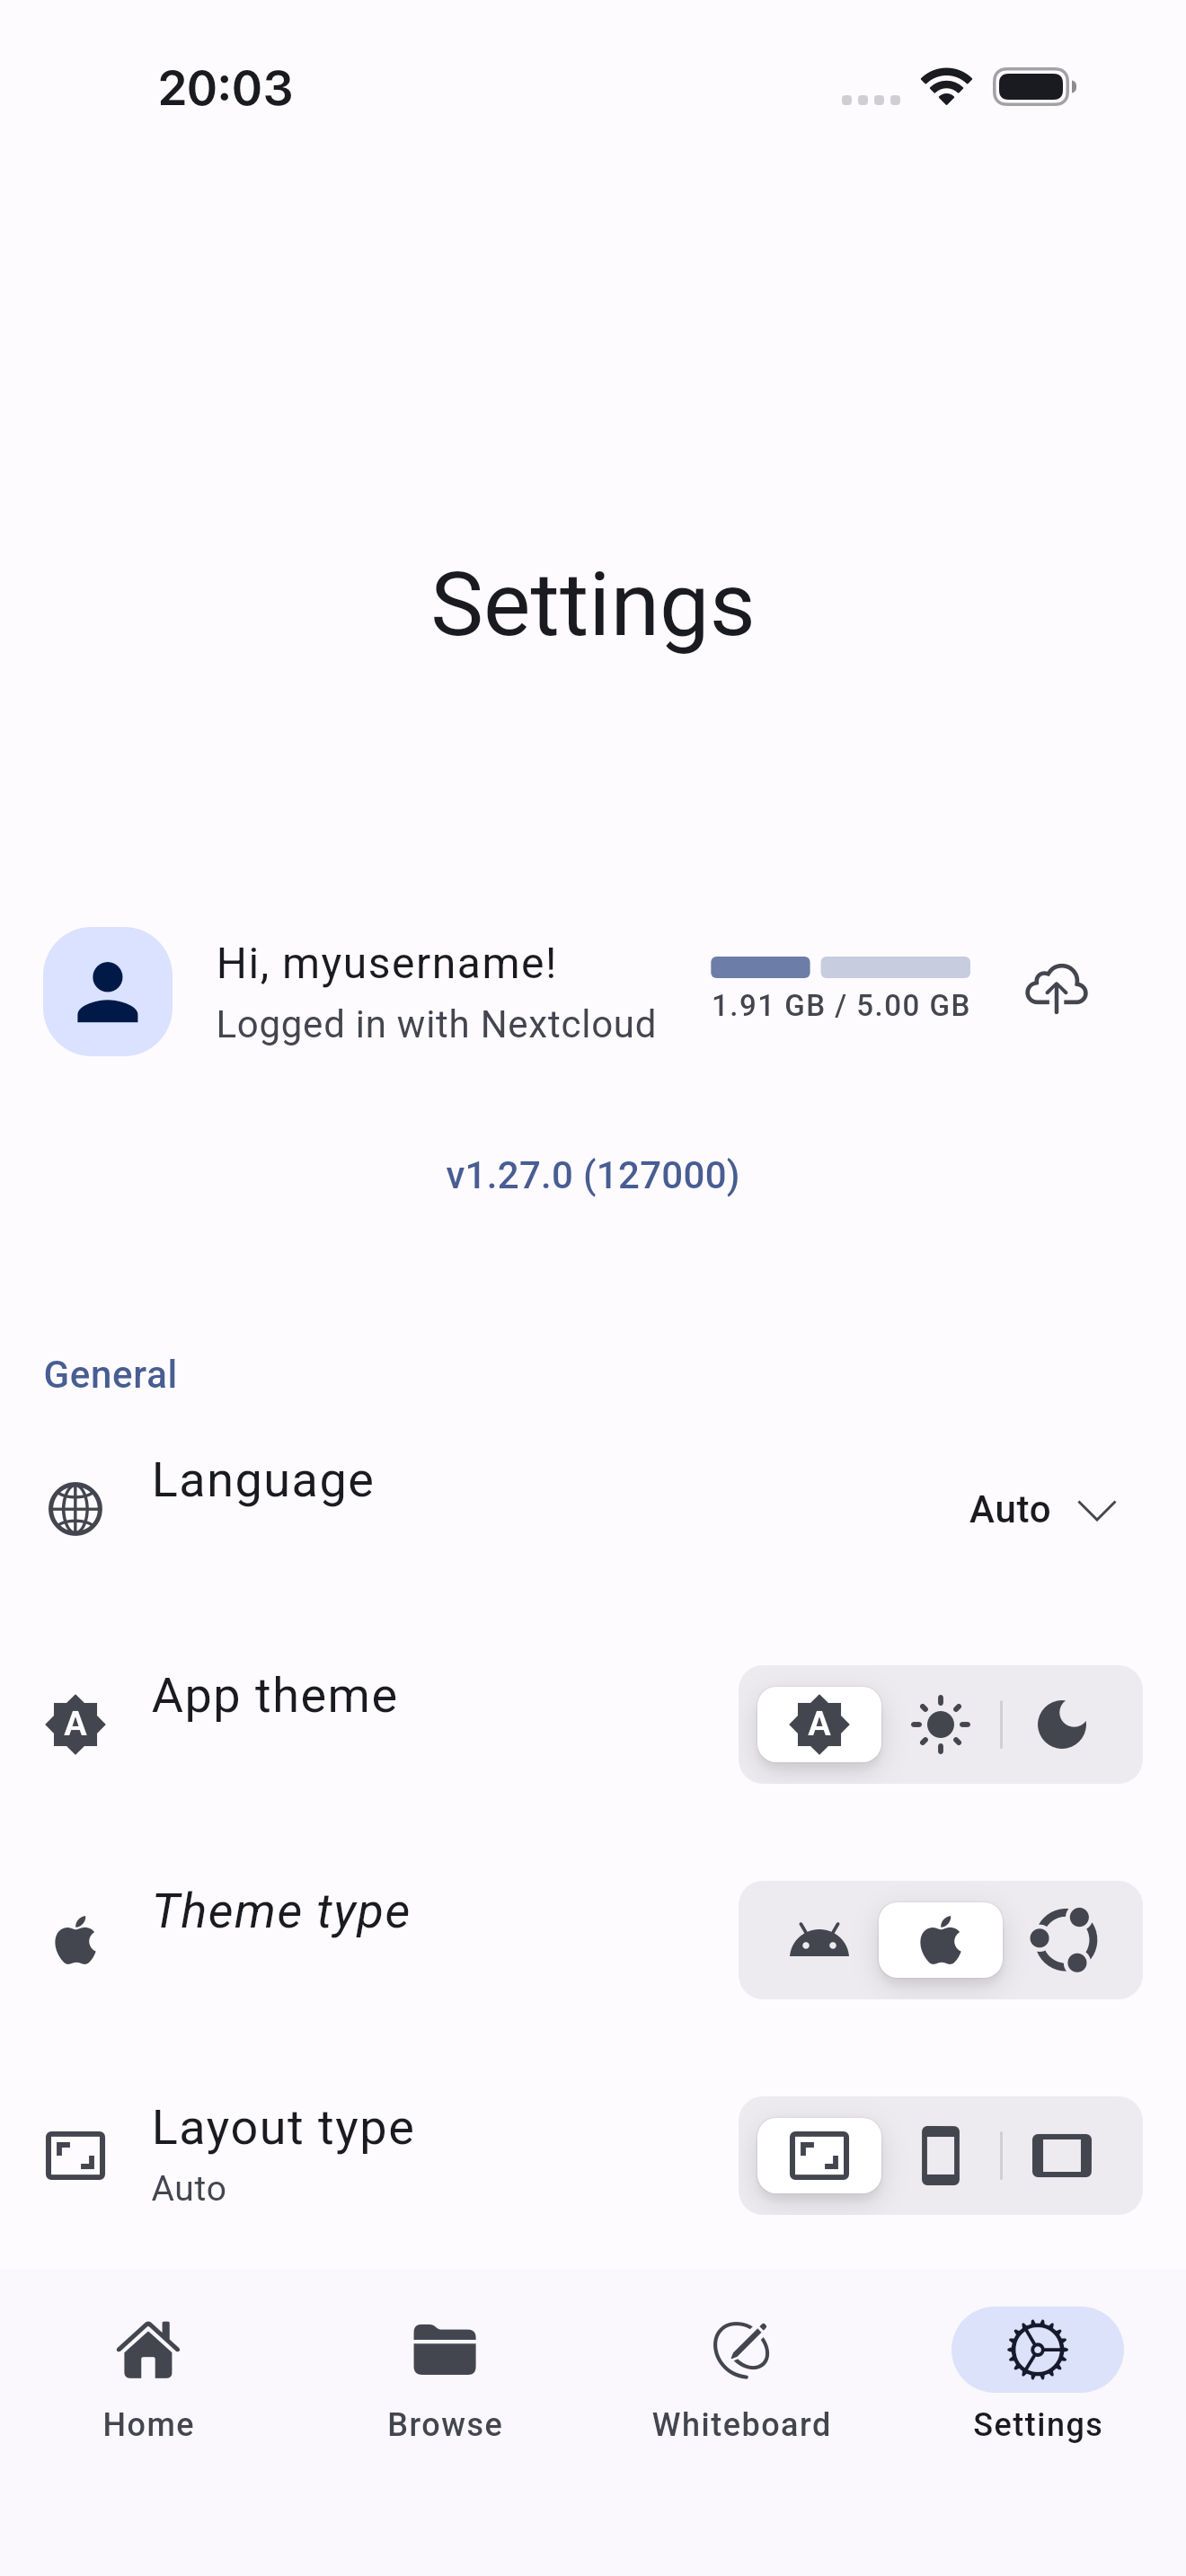 20:03
Settings
Hi, myusername!
Logged in with Nextcloud
1.91 GB / 5.00 GB
v1.27.0 (127000)
General
Language
Auto
A
App theme
A
Theme type
Layout type
Auto
Home
Browse
Whiteboard
Settings